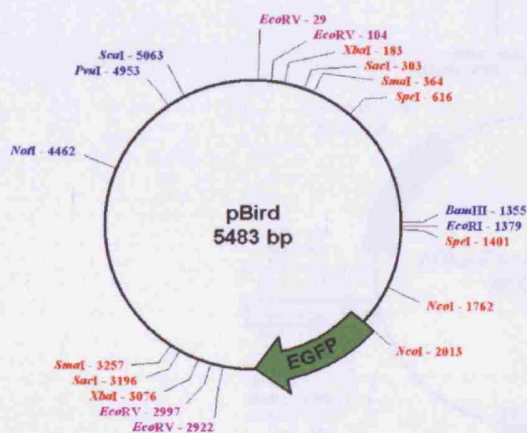 EcoRV - 29
EcoRV - 104
XbaI - 183
SacI - 303
SmaI - 364
SpeI - 616
BamHI - 1355
EcoRI - 1379
SpeI - 1401
NcoI - 1762
NcoI - 2013
EGFP
EcoRV - 2922
EcoRV - 2997
XbaI - 3076
SacI - 3196
SmaI - 3257
NotI - 4462
PvuI - 4953
ScaI - 5063
pBird
5483 bp